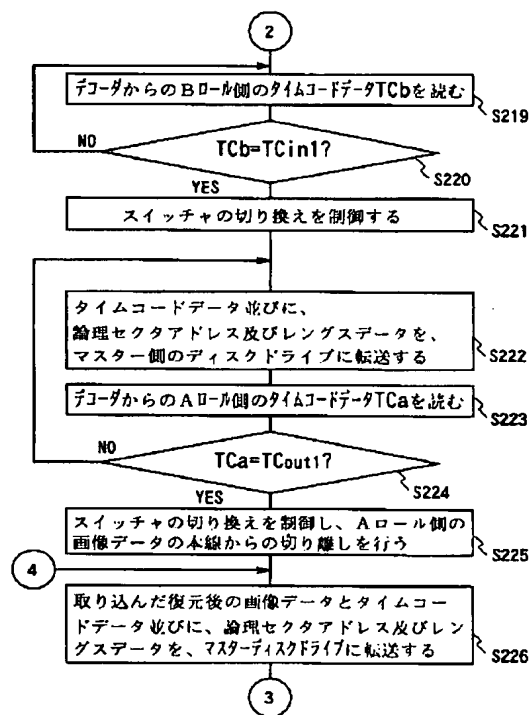 2
デコーダからのBロール側のタイムコードデータTCbを読む
S219
NO
TCb=TCin1?
S220
YES
スイッチャの切り換えを制御する
S221
タイムコードデータ並びに、
論理セクタアドレス及びレングスデータを、
マスター側のディスクドライブに転送する
S222
デコーダからのAロール側のタイムコードデータTCaを読む
S223
NO
TCa=TCout1?
S224
YES
スイッチャの切り換えを制御し、Aロール側の
画像データの本線からの切り離しを行う
S225
4
取り込んだ復元後の画像データとタイムコー
ドデータ並びに、論理セクタアドレス及びレン
グスデータを、マスターディスクドライブに転送する
S226
3